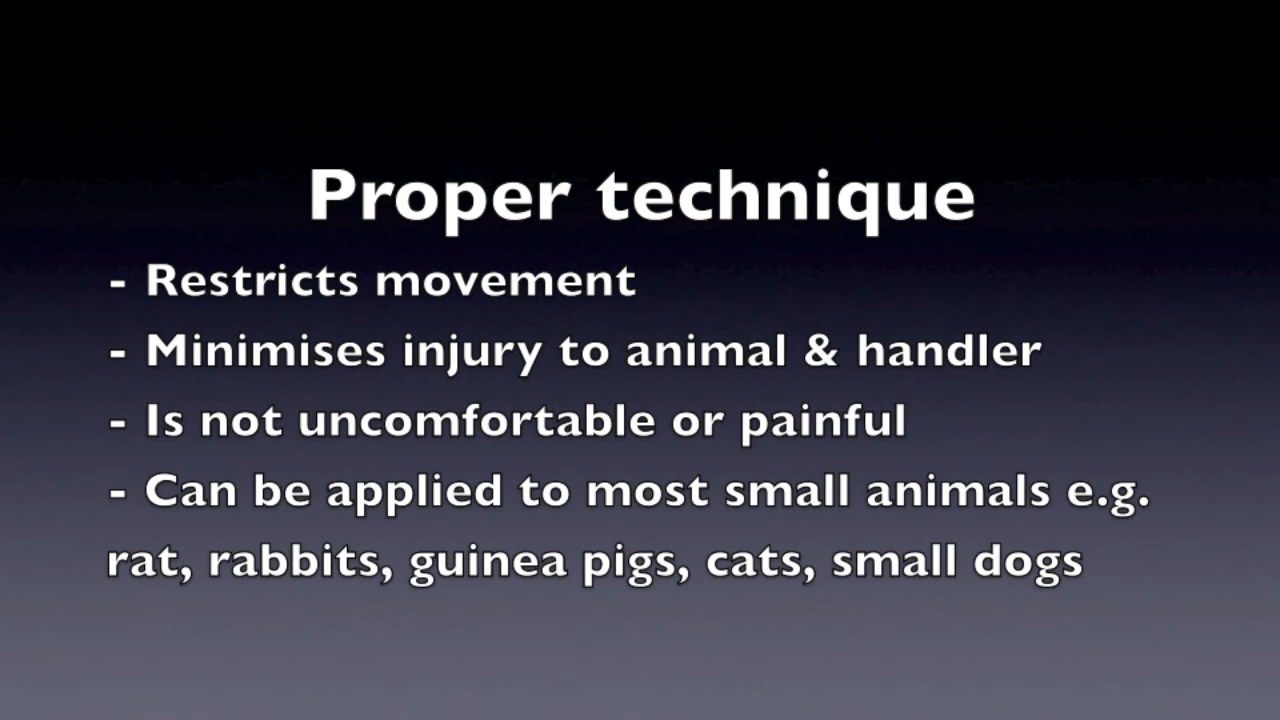 Proper technique
- Restricts movement
- Minimises injury to animal & handler
- Is not uncomfortable or painful
- Can be applied to most small animals e.g.
rat, rabbits, guinea pigs, cats, small dogs